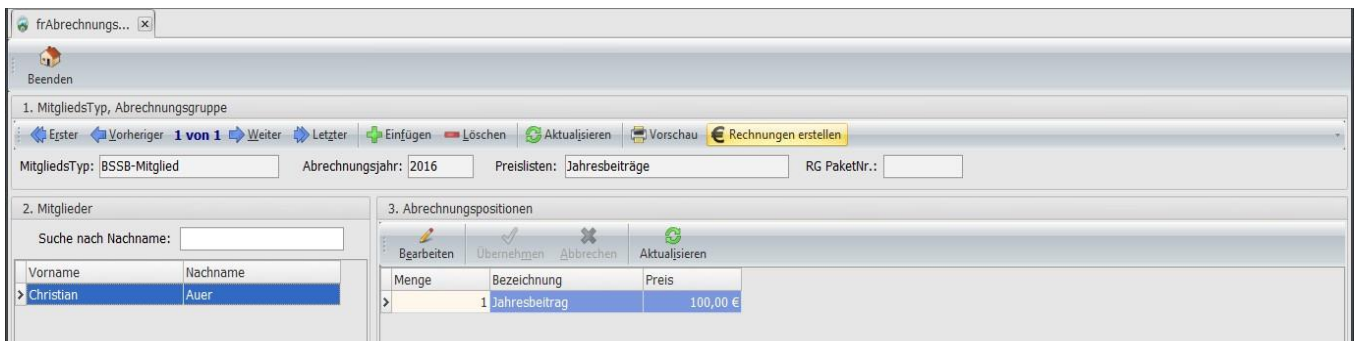 frAbrechnungs...
Beenden
1. MitgliedsTyp, Abrechnungsgruppe
Erster Vorheriger 1 von 1 Weiter Letzter Einfügen Löschen Aktualisieren Vorschau € Rechnungen erstellen
MitgliedsTyp: BSSB-Mitglied Abrechnungsjahr: 2016 Preislisten: Jahresbeiträge RG PaketNr.:
2. Mitglieder
Suche nach Nachname:
Vorname Nachname
Christian Auer
3. Abrechnungspositionen
Bearbeiten Übernehmen Abbrechen Aktualisieren
Menge Bezeichnung Preis
1 Jahresbeitrag 100,00 €